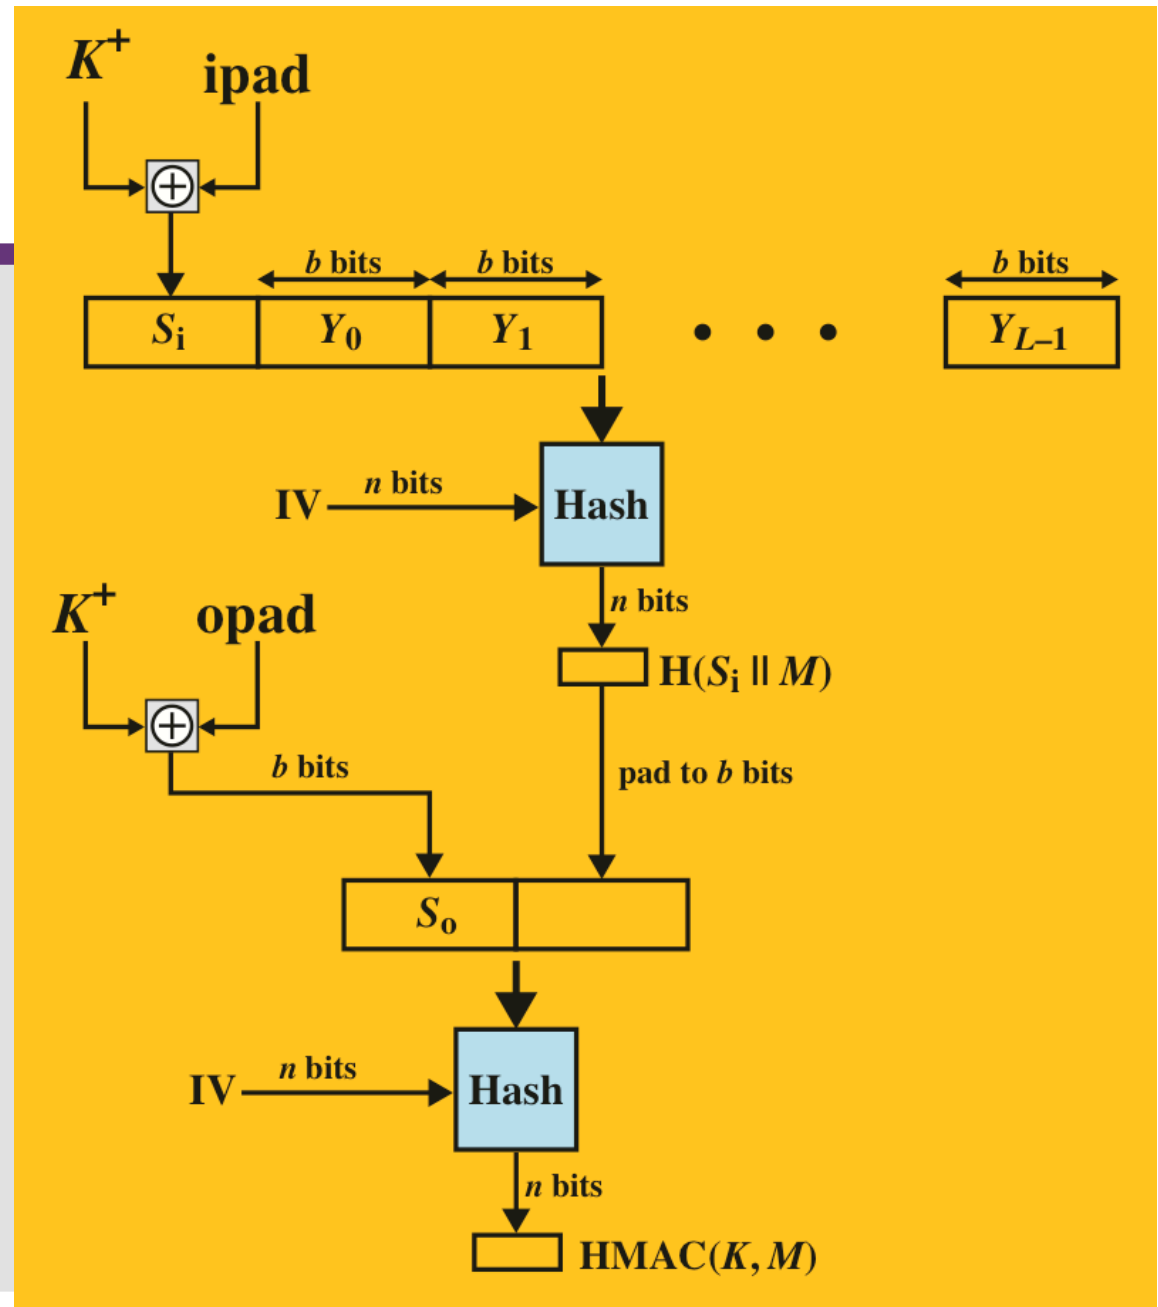 K+ ipad
b bits b bits b bits
Si Y0 Y1 • • • YL–1
n bits
IV Hash
K+ opad
n bits
H(Si || M)
b bits
pad to b bits
So
n bits
IV Hash
n bits
HMAC(K, M)